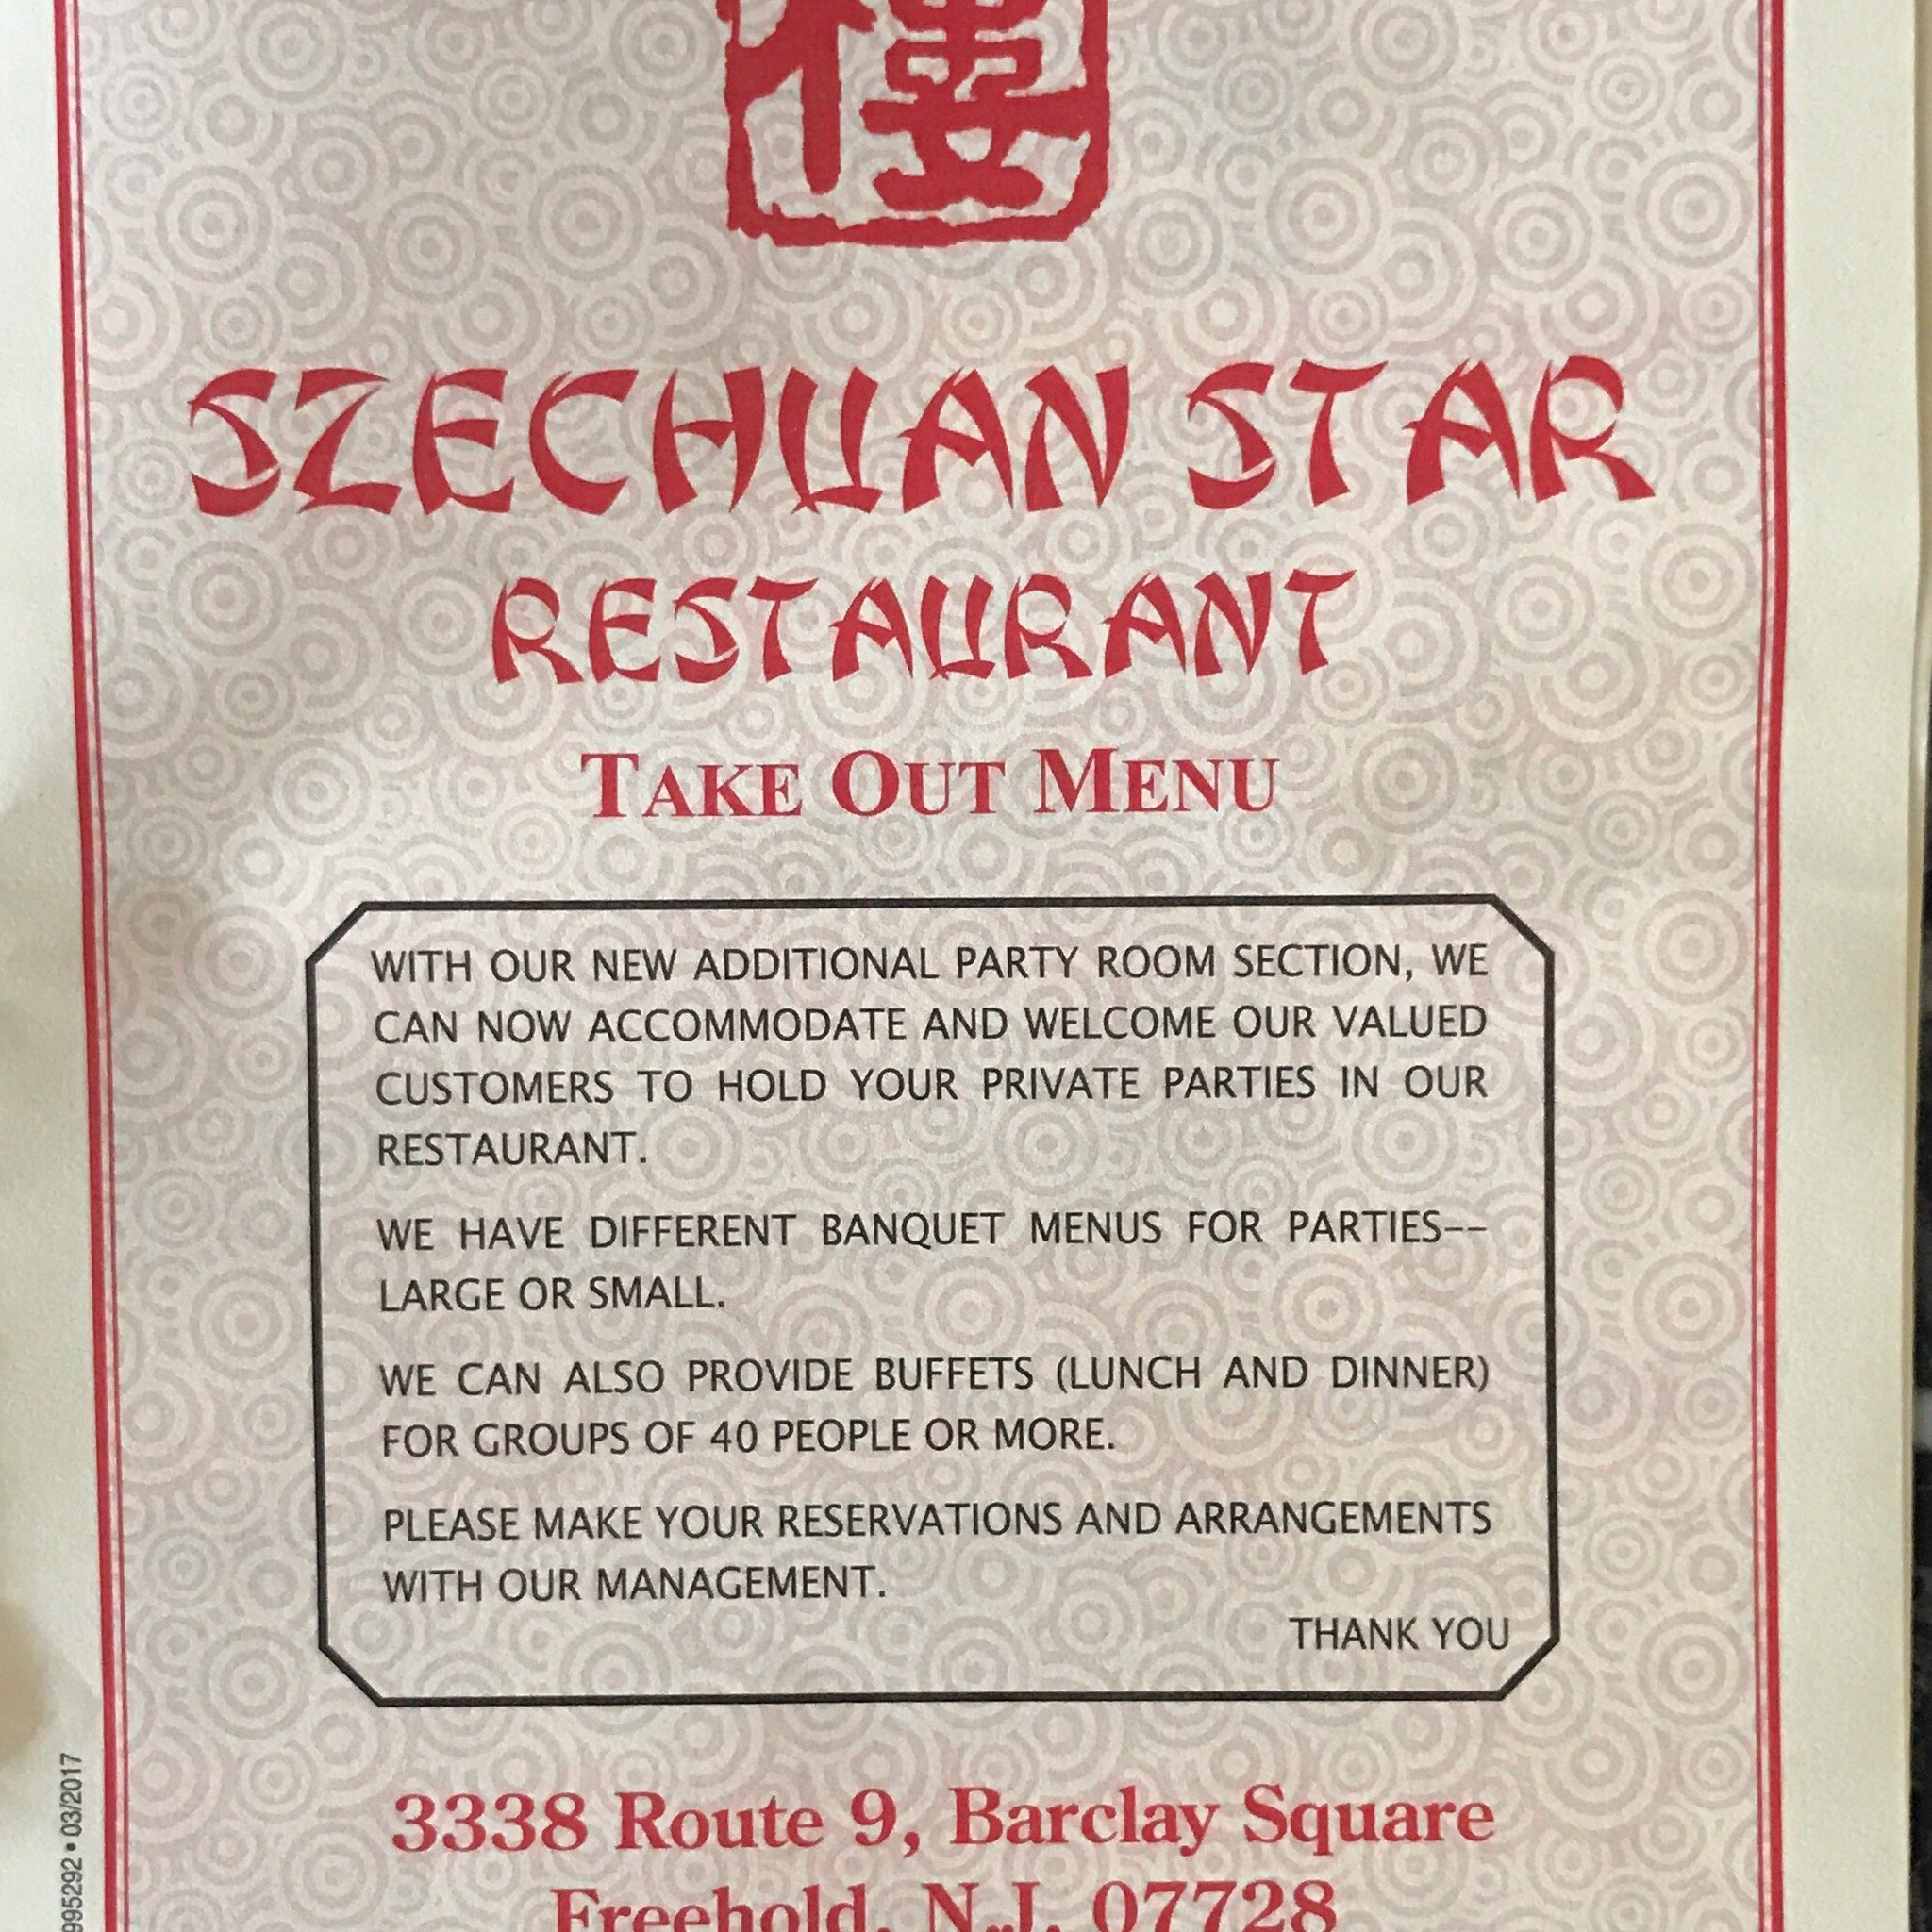 樓
SZECHUAN STAR
RESTAURANT
TAKE OUT MENU
WITH OUR NEW ADDITIONAL PARTY ROOM SECTION, WE
CAN NOW ACCOMMODATE AND WELCOME OUR VALUED
CUSTOMERS TO HOLD YOUR PRIVATE PARTIES IN OUR
RESTAURANT.
WE HAVE DIFFERENT BANQUET MENUS FOR PARTIES--
LARGE OR SMALL.
WE CAN ALSO PROVIDE BUFFETS (LUNCH AND DINNER)
FOR GROUPS OF 40 PEOPLE OR MORE.
PLEASE MAKE YOUR RESERVATIONS AND ARRANGEMENTS
WITH OUR MANAGEMENT.
THANK YOU
3338 Route 9, Barclay Square
Freehold, N.J. 07728
995292 • 03/2017